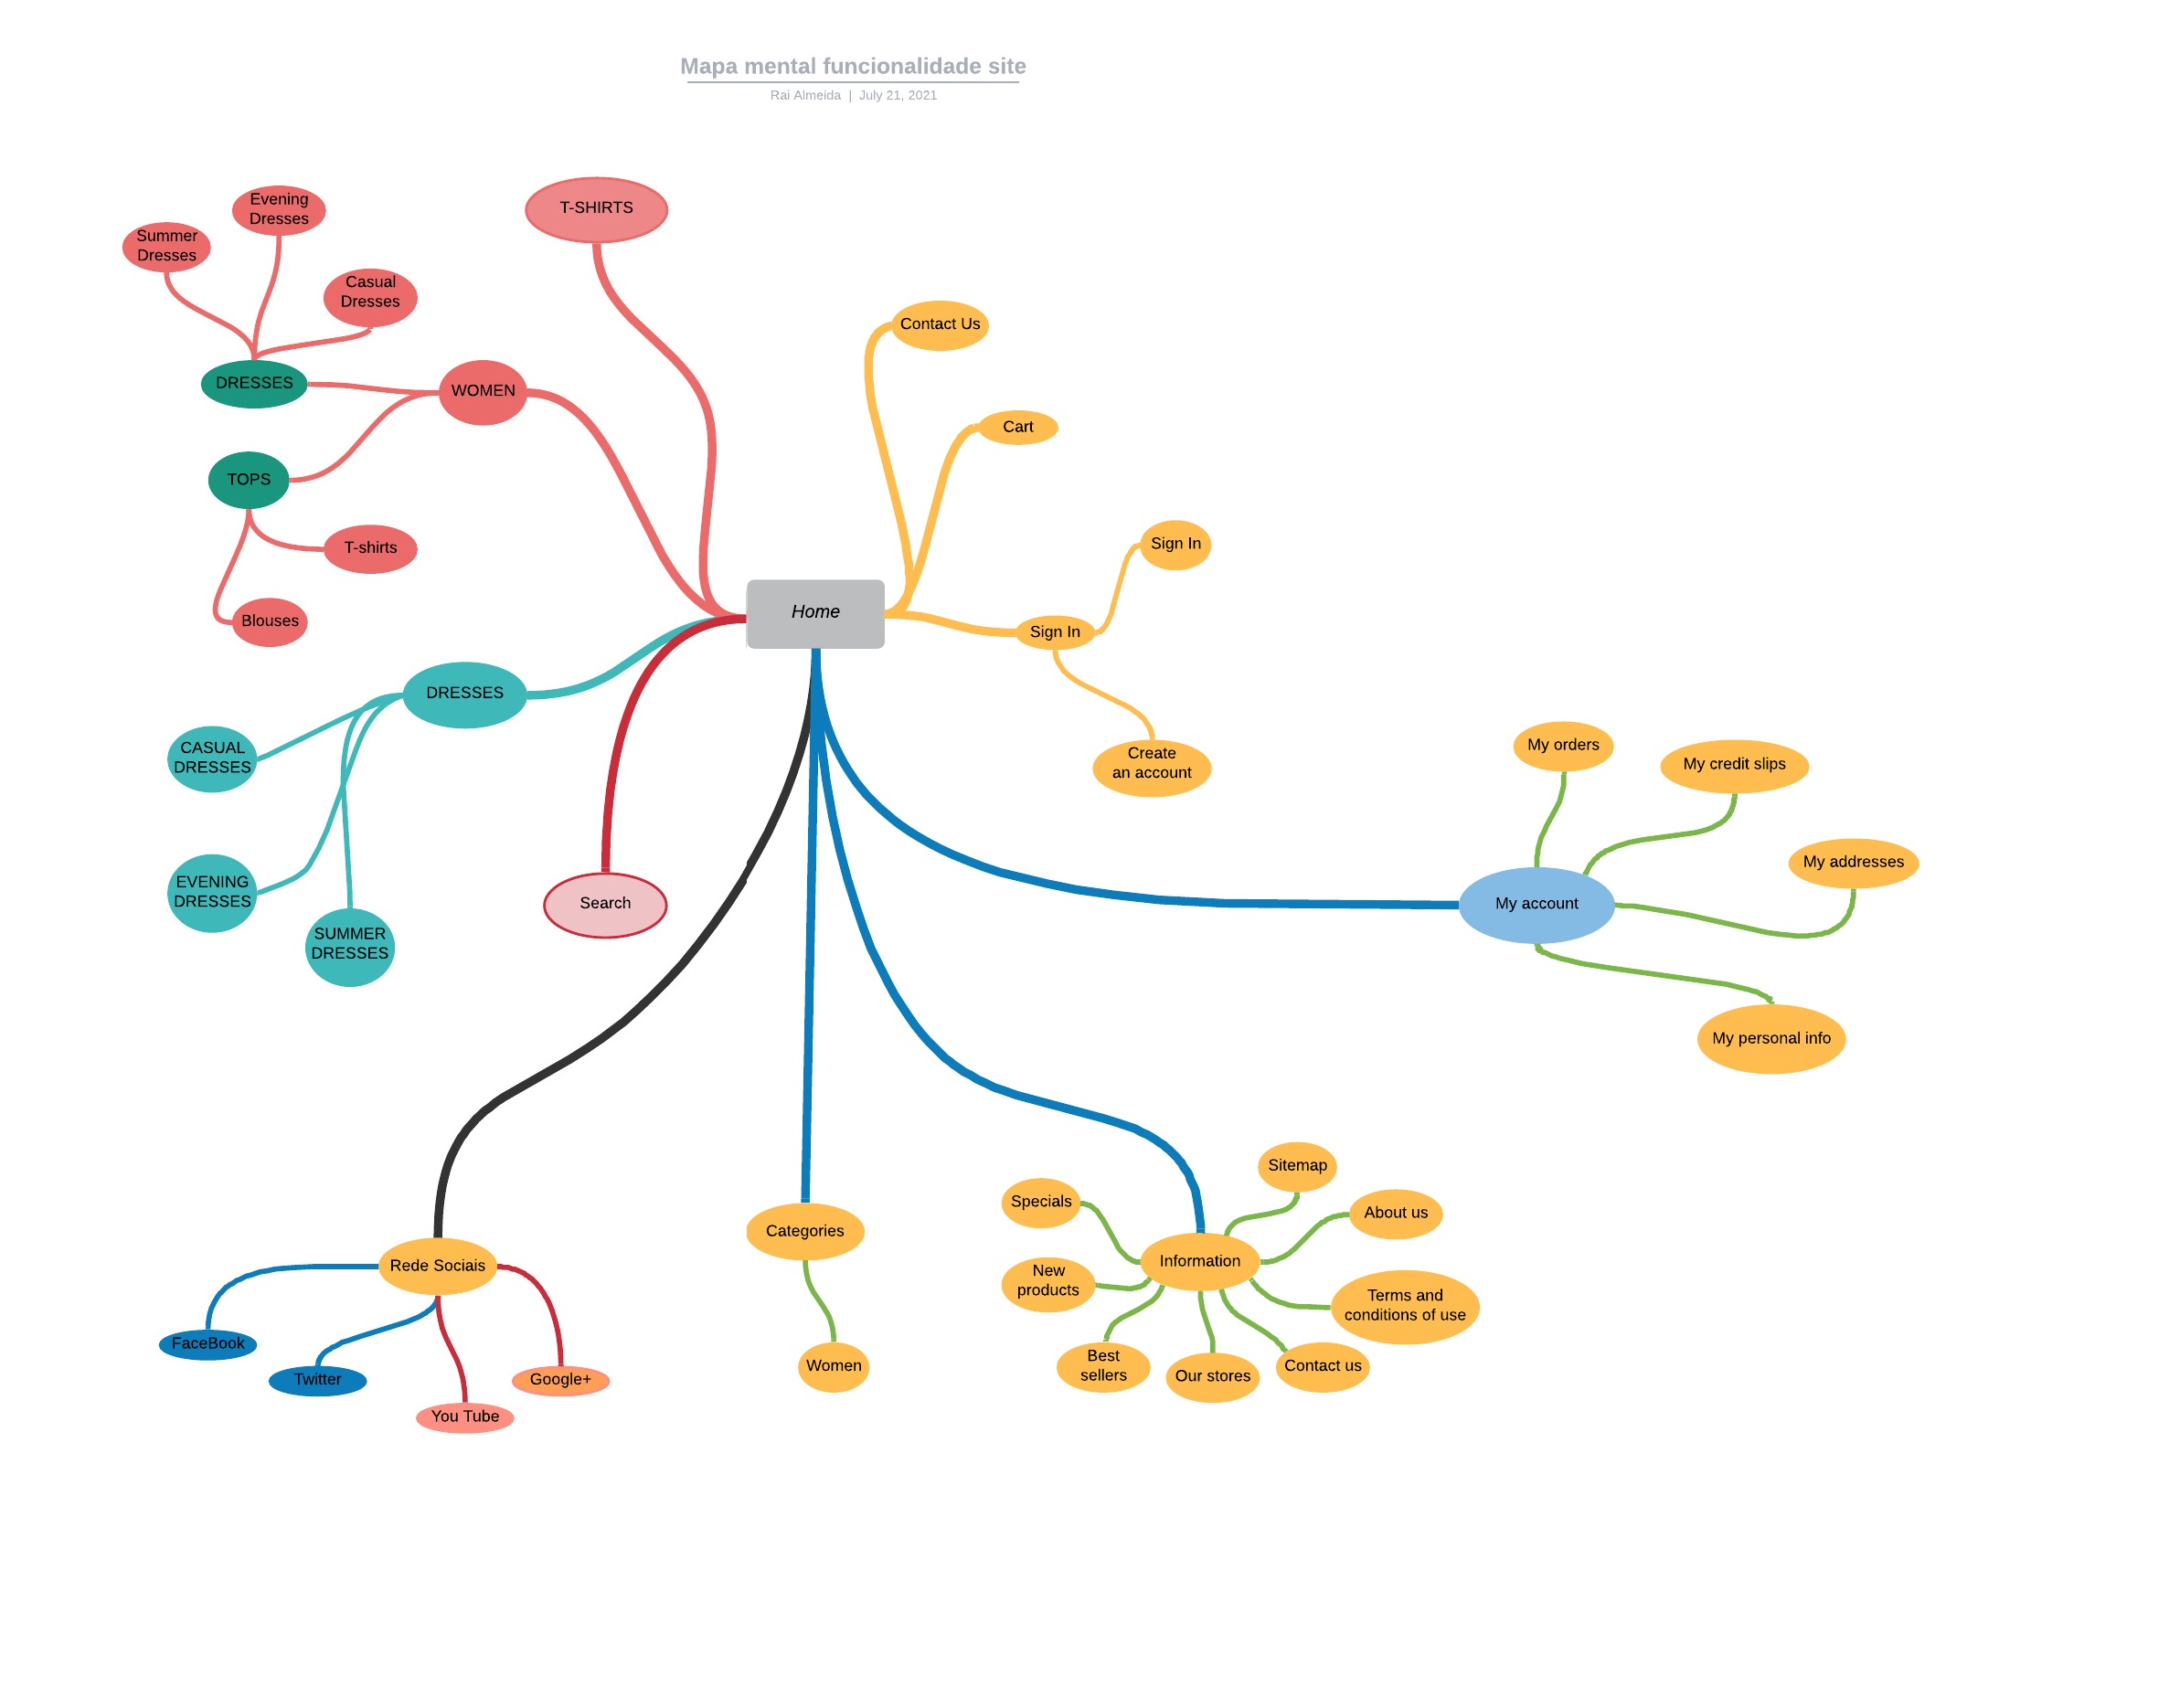 Mapa mental funcionalidade site
Rai Almeida | July 21, 2021
T-SHIRTS
Evening
Dresses
Summer
Dresses
Casual
Dresses
DRESSES
WOMEN
TOPS
T-shirts
Blouses
Contact Us
Cart
Sign In
Home
Sign In
Create
an account
DRESSES
CASUAL
DRESSES
EVENING
DRESSES
SUMMER
DRESSES
Search
My orders
My credit slips
My addresses
My account
My personal info
Rede Sociais
FaceBook
Twitter
You Tube
Google+
Categories
Women
Sitemap
Specials
About us
Information
New
products
Terms and
conditions of use
Best
sellers
Our stores
Contact us